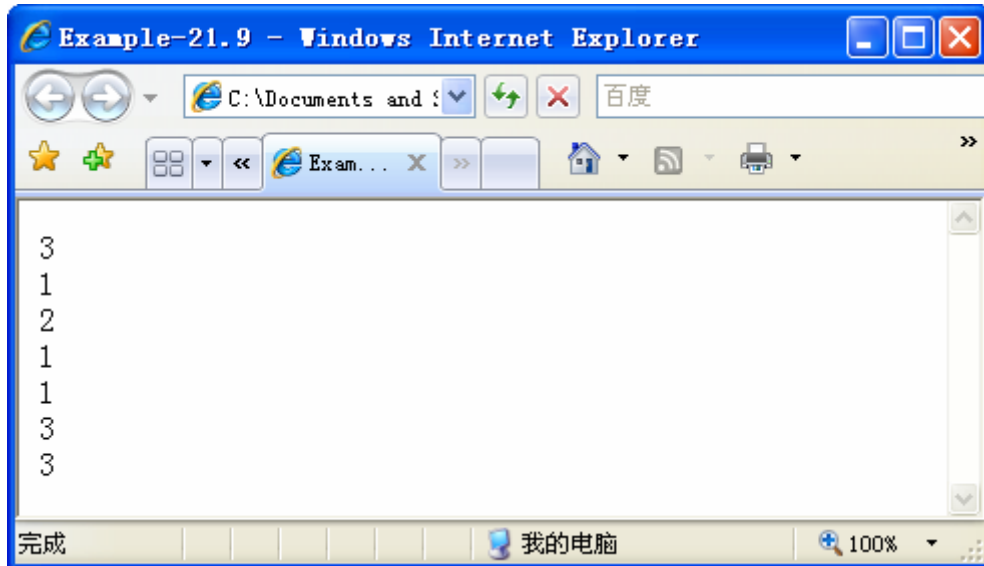 Example-21.9 - Windows Internet Explorer
C:\Documents and S
百度
Exam...
3
1
2
1
1
3
3
完成
我的电脑
100%